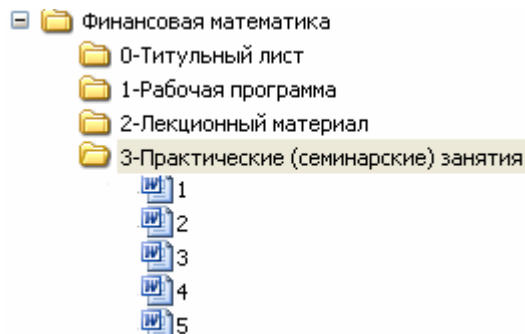 Финансовая математика
0-Титульный лист
1-Рабочая программа
2-Лекционный материал
3-Практические (семинарские) занятия
1
2
3
4
5